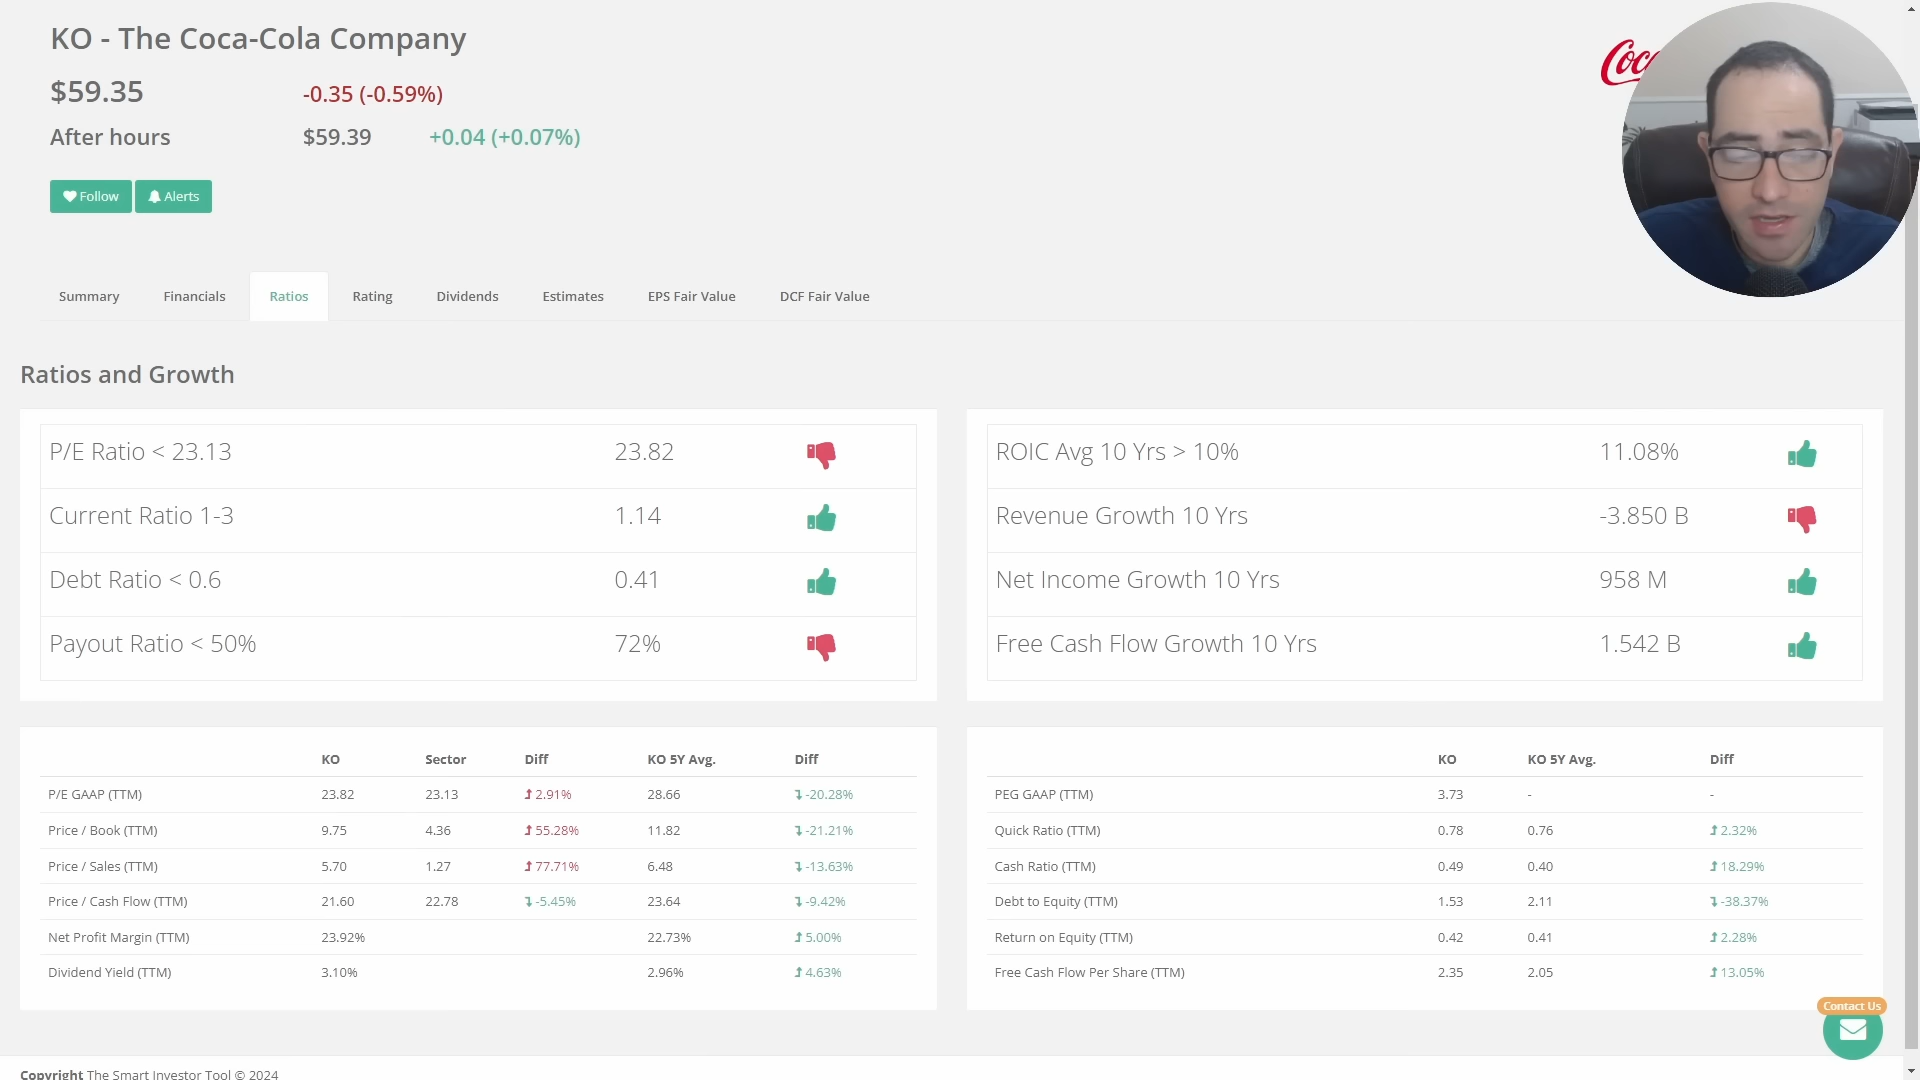 KO - The Coca-Cola Company
$59.35 -0.35 (-0.59%)
After hours $59.39 +0.04 (+0.07%)
Follow Alerts
Summary Financials Ratios Rating Dividends Estimates EPS Fair Value DCF Fair Value
Ratios and Growth
P/E Ratio < 23.13 23.82
Current Ratio 1-3 1.14
Debt Ratio < 0.6 0.41
Payout Ratio < 50% 72%
ROIC Avg 10 Yrs > 10% 11.08%
Revenue Growth 10 Yrs -3.850 B
Net Income Growth 10 Yrs 958 M
Free Cash Flow Growth 10 Yrs 1.542 B
KO Sector Diff KO 5Y Avg. Diff
P/E GAAP (TTM) 23.82 23.13 2.91% 28.66 -20.28%
Price / Book (TTM) 9.75 4.36 55.28% 11.82 -21.21%
Price / Sales (TTM) 5.70 1.27 77.71% 6.48 -13.63%
Price / Cash Flow (TTM) 21.60 22.78 -5.45% 23.64 -9.42%
Net Profit Margin (TTM) 23.92% 22.73% 5.00%
Dividend Yield (TTM) 3.10% 2.96% 4.63%
KO KO 5Y Avg. Diff
PEG GAAP (TTM) 3.73 - -
Quick Ratio (TTM) 0.78 0.76 2.32%
Cash Ratio (TTM) 0.49 0.40 18.29%
Debt to Equity (TTM) 1.53 2.11 -38.37%
Return on Equity (TTM) 0.42 0.41 2.28%
Free Cash Flow Per Share (TTM) 2.35 2.05 13.05%
Contact Us
Copyright The Smart Investor Tool © 2024